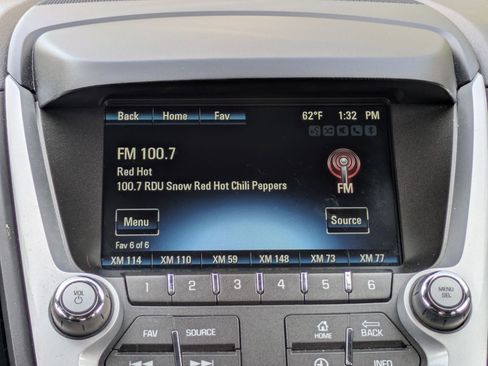 Back Home Fav 62°F 1:32 PM
FM 100.7
Red Hot
100.7 RDU Snow Red Hot Chili Peppers
FM
Menu Source
Fav 6 of 6
XM 114 XM 110 XM 59 XM 148 XM 73 XM 77
1 2 3 4 5 6
VOL
MENU
SEL
FAV SOURCE
HOME BACK
INFO